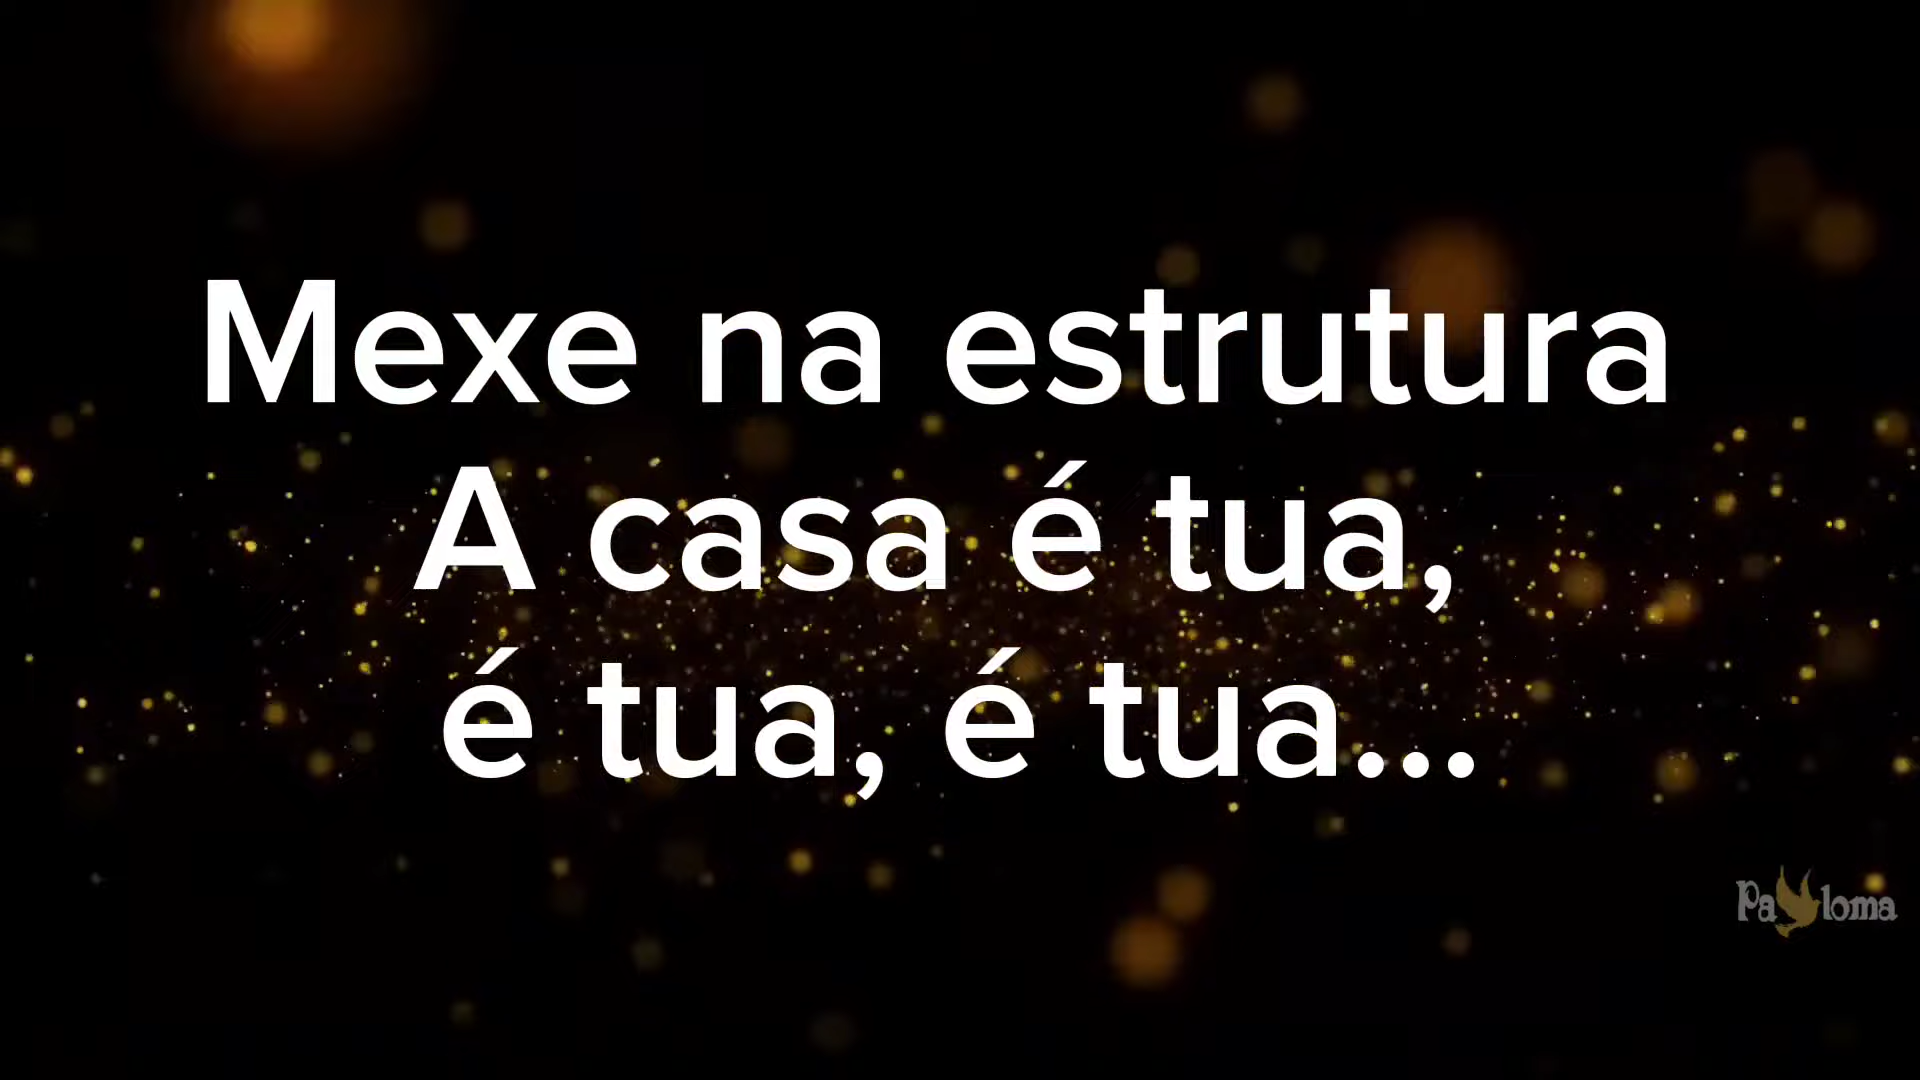 Mexe na estrutura
A casa é tua,
é tua, é tua...
Paloma